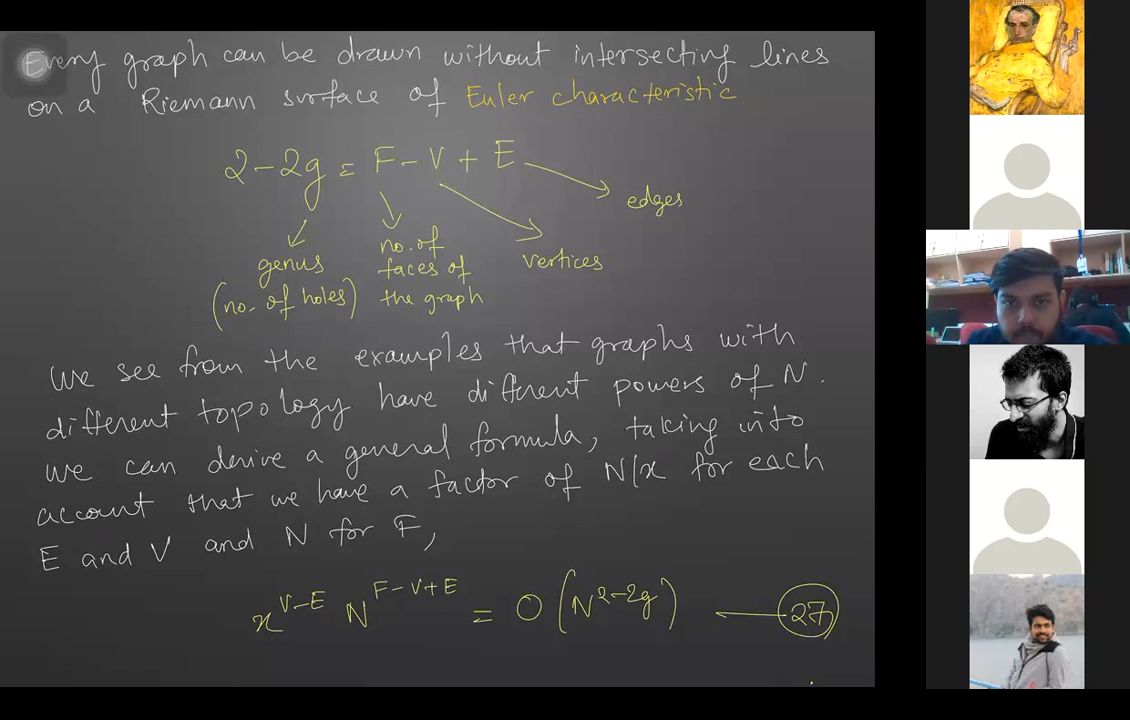 Every graph can be drawn without intersecting lines
on a Riemann surface of Euler characteristic
2-2g = F-V+E
edges
genus
(no. of holes)
no. of
faces of
the graph
vertices
We see from the examples that graphs with
different topology have different powers of N.
We can derive a general formula, taking into
account that we have a factor of N/x for each
E and V and N for F,
x^{V-E} N^{F-V+E} = O(N^{2-2g}) 27